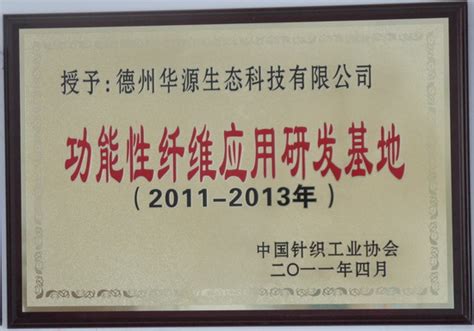 授予：德州华源生态科技有限公司
功能性纤维应用研发基地
（2011-2013年）
中国针织工业协会
二〇一一年四月